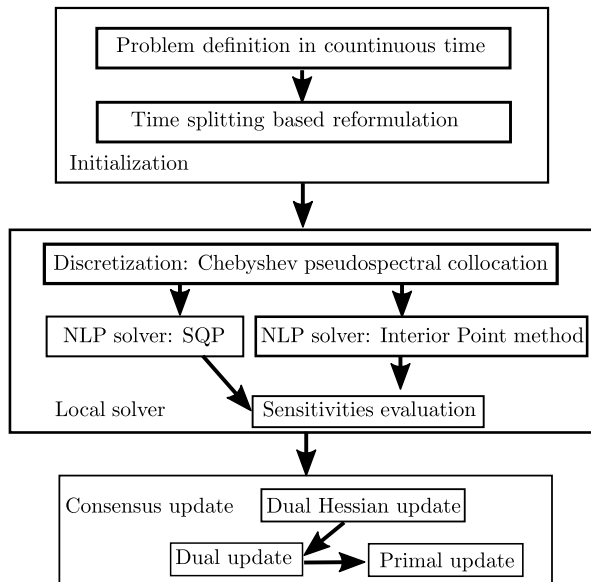 Problem definition in countinuous time
Time splitting based reformulation
Initialization
Discretization: Chebyshev pseudospectral collocation
NLP solver: SQP
NLP solver: Interior Point method
Local solver
Sensitivities evaluation
Consensus update
Dual Hessian update
Dual update
Primal update